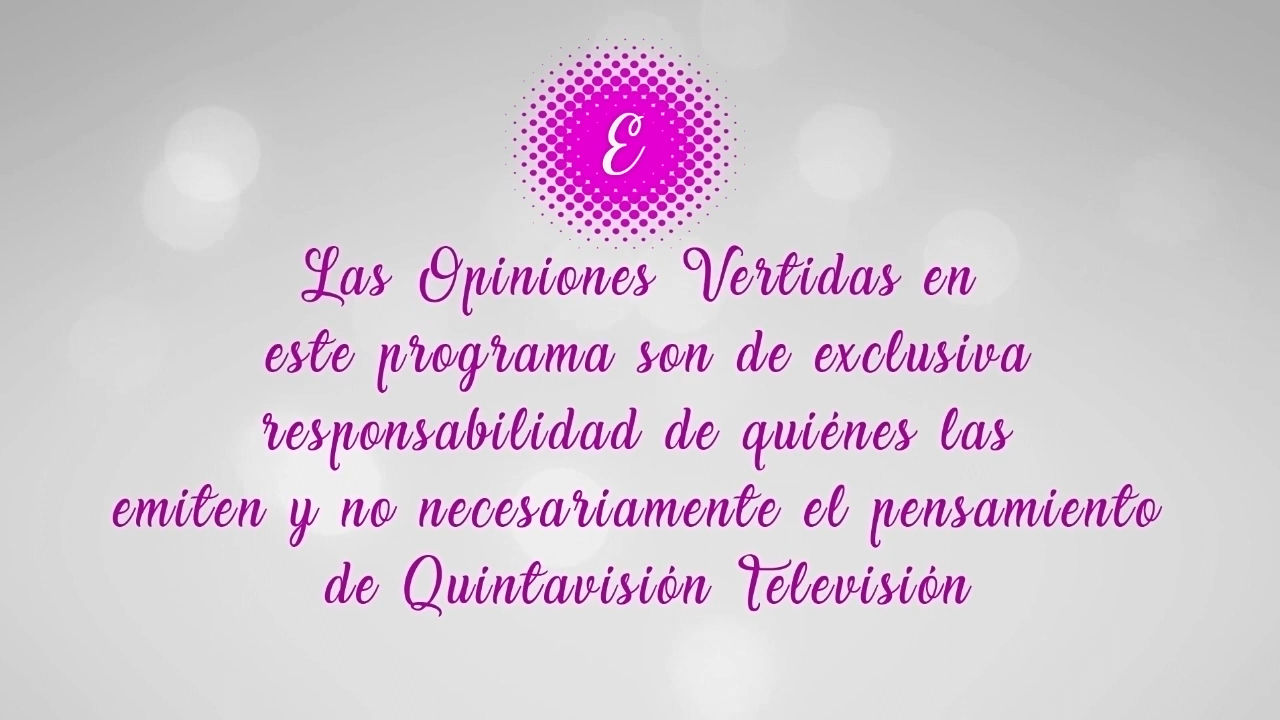 E
Las Opiniones Vertidas en
este programa son de exclusiva
responsabilidad de quiénes las
emiten y no necesariamente el pensamiento
de Quintavisión Televisión